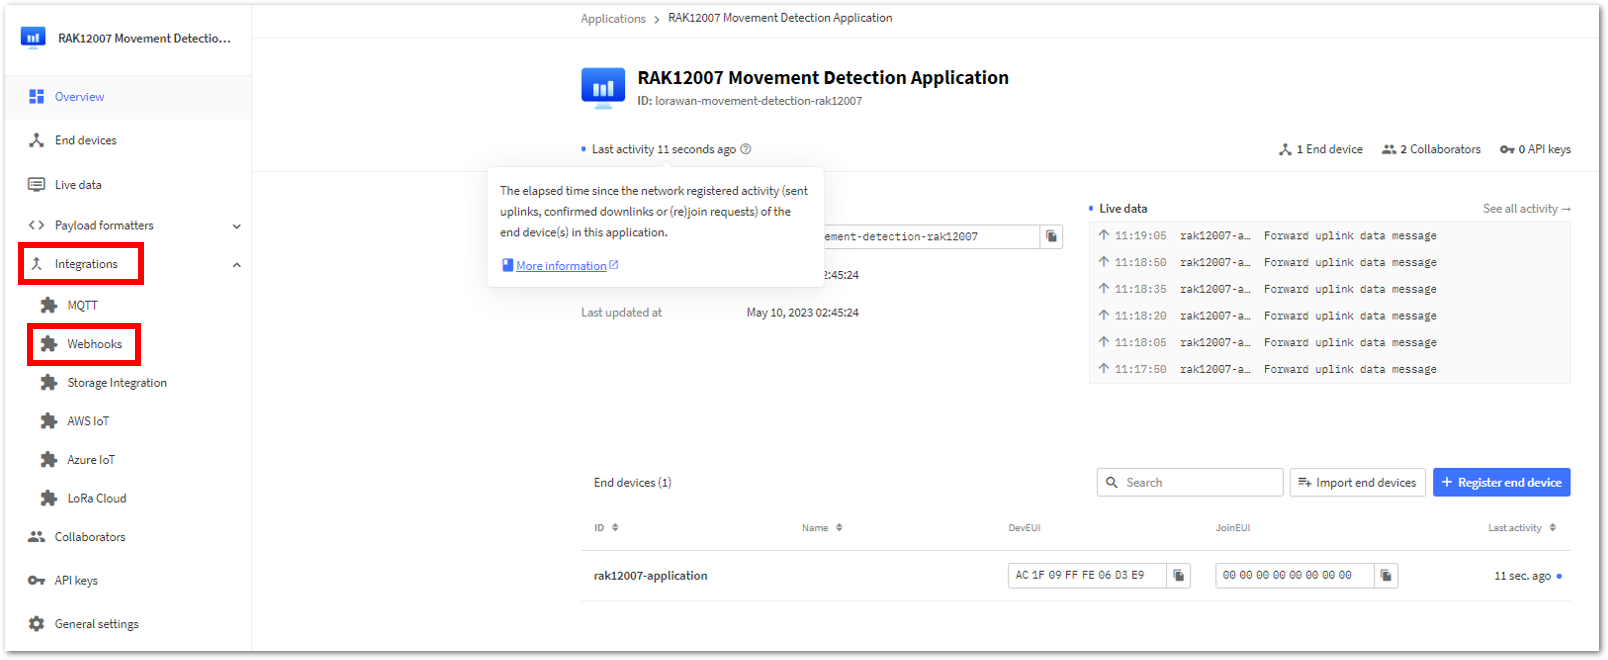 RAK12007 Movement Detectio...
Overview
End devices
Live data
Payload formatters
Integrations
MQTT
Webhooks
Storage Integration
AWS IoT
Azure IoT
LoRa Cloud
Collaborators
API keys
General settings
Applications > RAK12007 Movement Detection Application
RAK12007 Movement Detection Application
ID: lorawan-movement-detection-rak12007
Last activity 11 seconds ago
1 End device 2 Collaborators 0 API keys
The elapsed time since the network registered activity (sent
uplinks, confirmed downlinks or (re)join requests) of the
end device(s) in this application.
More information
ement-detection-rak12007
2:45:24
Last updated at May 10, 2023 02:45:24
Live data See all activity →
↑ 11:19:05 rak12007-a… Forward uplink data message
↑ 11:18:50 rak12007-a… Forward uplink data message
↑ 11:18:35 rak12007-a… Forward uplink data message
↑ 11:18:20 rak12007-a… Forward uplink data message
↑ 11:18:05 rak12007-a… Forward uplink data message
↑ 11:17:50 rak12007-a… Forward uplink data message
End devices (1) Search Import end devices + Register end device
ID Name DevEUI JoinEUI Last activity
rak12007-application AC 1F 09 FF FE 06 D3 E9 00 00 00 00 00 00 00 00 11 sec. ago